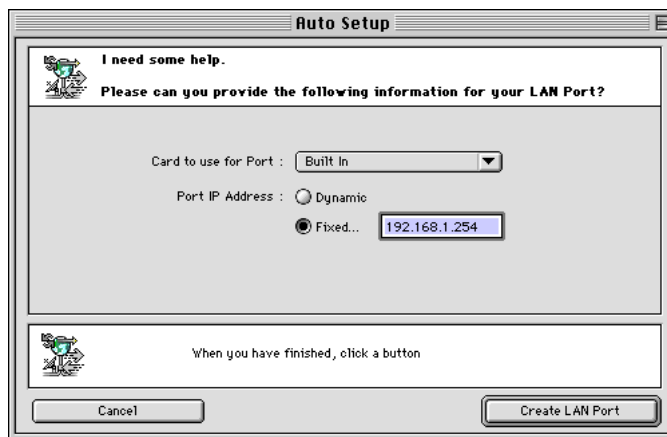 Auto Setup
I need some help.
Please can you provide the following information for your LAN Port?
Card to use for Port : Built In
Port IP Address : Dynamic
Fixed... 192.168.1.254
When you have finished, click a button
Cancel Create LAN Port